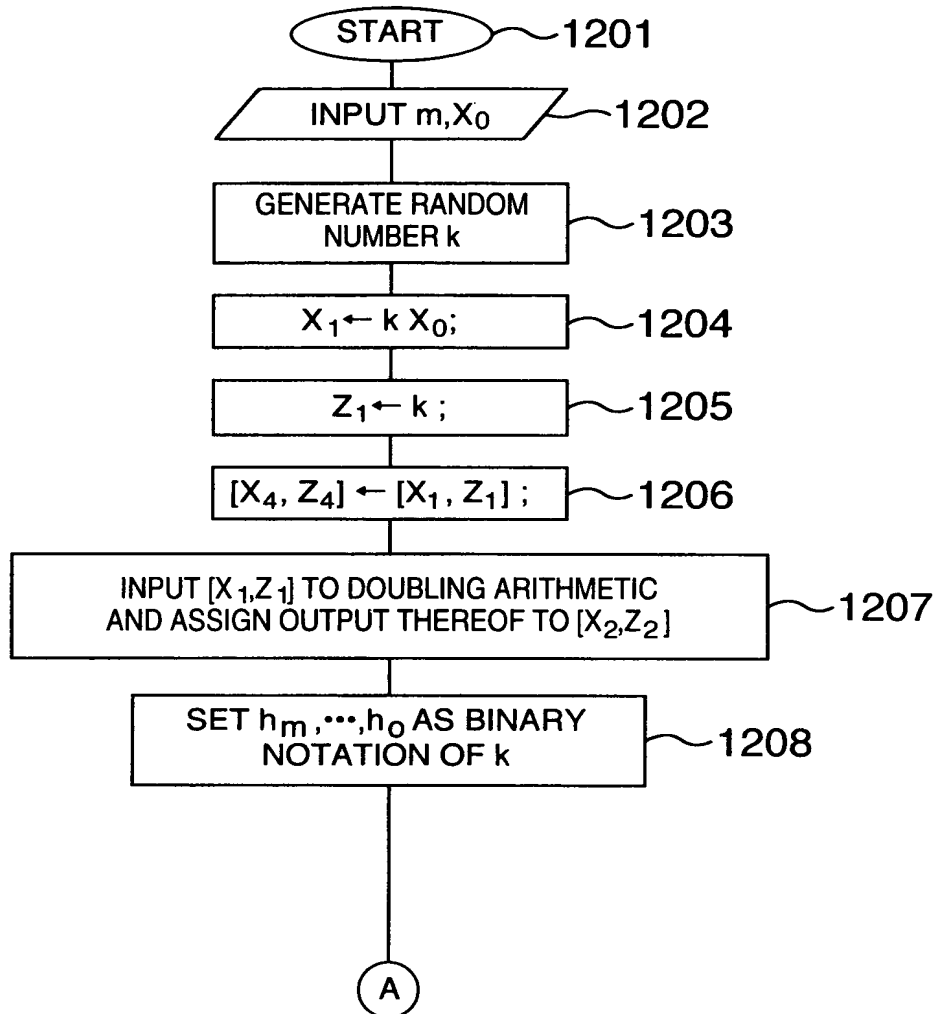 START 1201
INPUT m,X₀ 1202
GENERATE RANDOM
NUMBER k 1203
X₁← k X₀; 1204
Z₁← k ; 1205
[X₄, Z₄] ← [X₁, Z₁] ; 1206
INPUT [X₁,Z₁] TO DOUBLING ARITHMETIC
AND ASSIGN OUTPUT THEREOF TO [X₂,Z₂] 1207
SET hₘ,···,h₀ AS BINARY
NOTATION OF k 1208
A